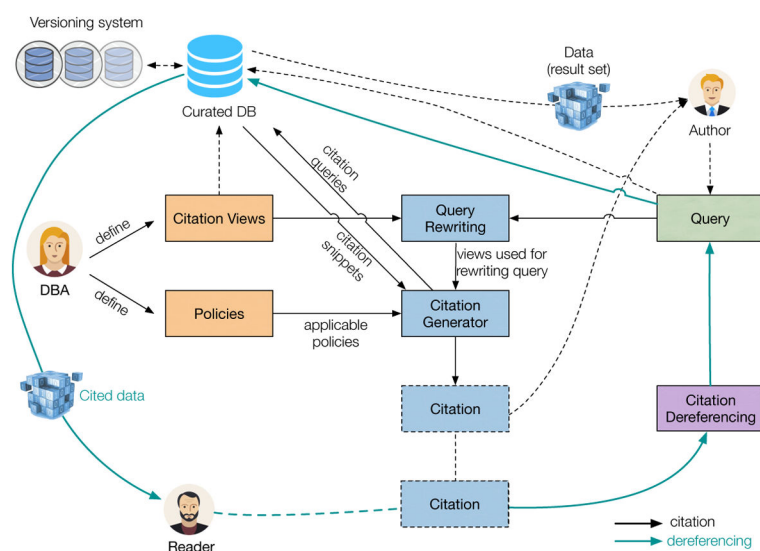 Versioning system
Curated DB
Data
(result set)
Author
citation
queries
Citation Views
Query
Rewriting
Query
define
citation
snippets
views used for
rewriting query
DBA
define
Policies
applicable
policies
Citation
Generator
Cited data
Citation
Citation
Dereferencing
Citation
Reader
citation
dereferencing